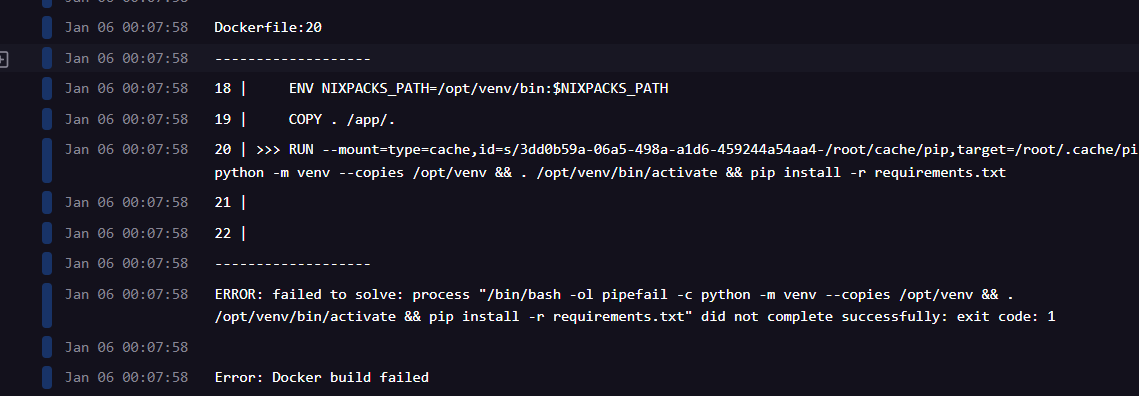 Jan 06 00:07:58 Dockerfile:20
Jan 06 00:07:58 -------------------
Jan 06 00:07:58 18 |     ENV NIXPACKS_PATH=/opt/venv/bin:$NIXPACKS_PATH
Jan 06 00:07:58 19 |     COPY . /app/.
Jan 06 00:07:58 20 | >>> RUN --mount=type=cache,id=s/3dd0b59a-06a5-498a-a1d6-459244a54aa4-/root/cache/pip,target=/root/.cache/pi
python -m venv --copies /opt/venv && . /opt/venv/bin/activate && pip install -r requirements.txt
Jan 06 00:07:58 21 |
Jan 06 00:07:58 22 |
Jan 06 00:07:58 -------------------
Jan 06 00:07:58 ERROR: failed to solve: process "/bin/bash -ol pipefail -c python -m venv --copies /opt/venv && .
/opt/venv/bin/activate && pip install -r requirements.txt" did not complete successfully: exit code: 1
Jan 06 00:07:58
Jan 06 00:07:58 Error: Docker build failed